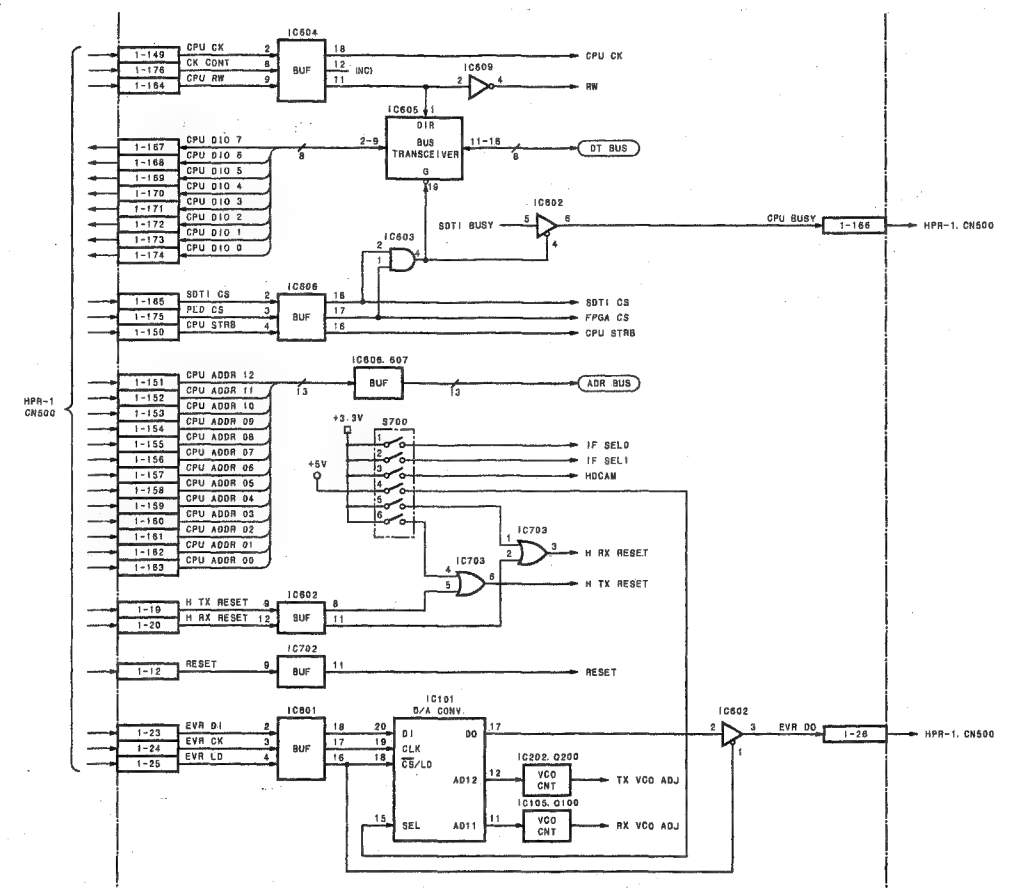 IC604
1-149 CPU CK 2 BUF 18 CPU CK
1-176 CK CONT 8 12 (NC)
1-164 CPU RW 9 11 2 IC609 4 RW
IC605 1
DIR
BUS
TRANSCEIVER
G
19
2-9 8 11-18 8 DT BUS
1-167 CPU DIO 7
1-168 CPU DIO 6
1-169 CPU DIO 5
1-170 CPU DIO 4
1-171 CPU DIO 3
1-172 CPU DIO 2
1-173 CPU DIO 1
1-174 CPU DIO 0
IC603
2
1
4
IC602
SDTI BUSY 5 6 CPU BUSY 1-166 HPR-1. CN500
4
IC606
1-165 SDTI CS 2 BUF 18 SDTI CS
1-175 PLD CS 3 17 FPGA CS
1-150 CPU STRB 4 16 CPU STRB
IC606. 607
BUF
13 13 ADR BUS
HPR-1
CN500
1-151 CPU ADDR 12
1-152 CPU ADDR 11
1-153 CPU ADDR 10
1-154 CPU ADDR 09
1-155 CPU ADDR 08
1-156 CPU ADDR 07
1-157 CPU ADDR 06
1-158 CPU ADDR 05
1-159 CPU ADDR 04
1-160 CPU ADDR 03
1-161 CPU ADDR 02
1-162 CPU ADDR 01
1-163 CPU ADDR 00
+3.3V S700
+5V
1 IF SEL0
2 IF SEL1
3 HDCAM
4
5
6
IC703
1
2
3 H RX RESET
IC703
4
5
6 H TX RESET
IC602
1-19 H TX RESET 9 BUF 8
1-20 H RX RESET 12 11
IC702
1-12 RESET 9 BUF 11 RESET
IC601
1-23 EVR DI 2 BUF 18
1-24 EVR CK 3 17
1-25 EVR LD 4 16
IC101
D/A CONV.
20 DI DO 17
19 CLK
18 CS/LD
AD12 12
15 SEL AD11 11
IC202. Q200
VCO
CNT
TX VCO ADJ
IC105. Q100
VCO
CNT
RX VCO ADJ
IC602
2 3 EVR DO 1-26 HPR-1. CN500
1